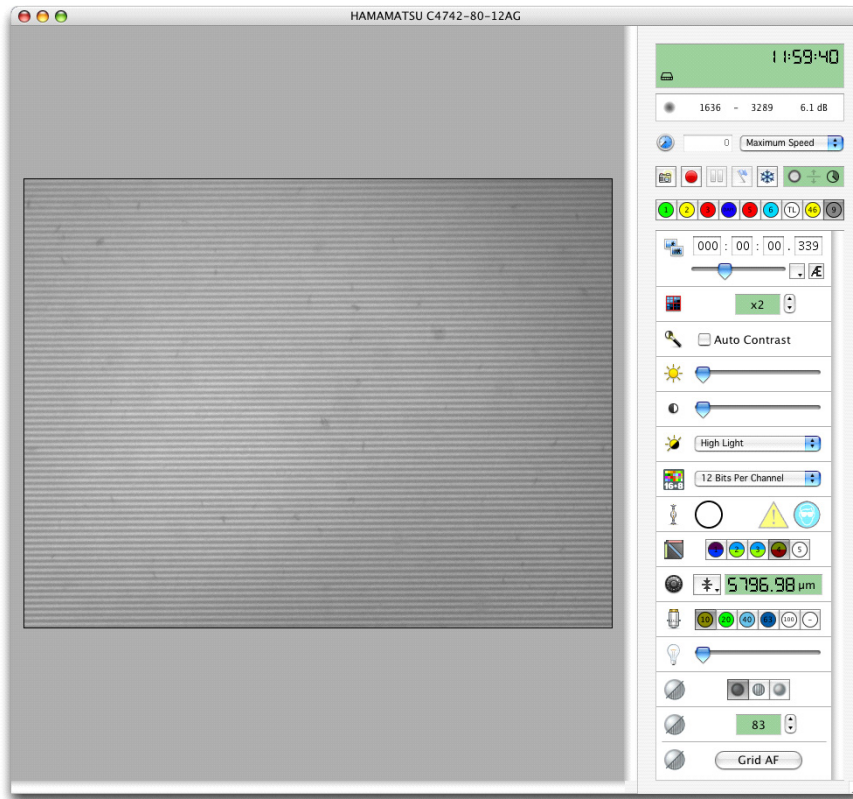 HAMAMATSU C4742-80-12AG
11:59:40
1636 - 3289 6.1 dB
0 Maximum Speed
1 2 3 5 6 TL 46 9
000 : 00 : 00 . 339
Æ
x2
Auto Contrast
High Light
16›8
12 Bits Per Channel
1 2 3 4 5
5796.98 µm
10 20 40 63 100 -
83
Grid AF